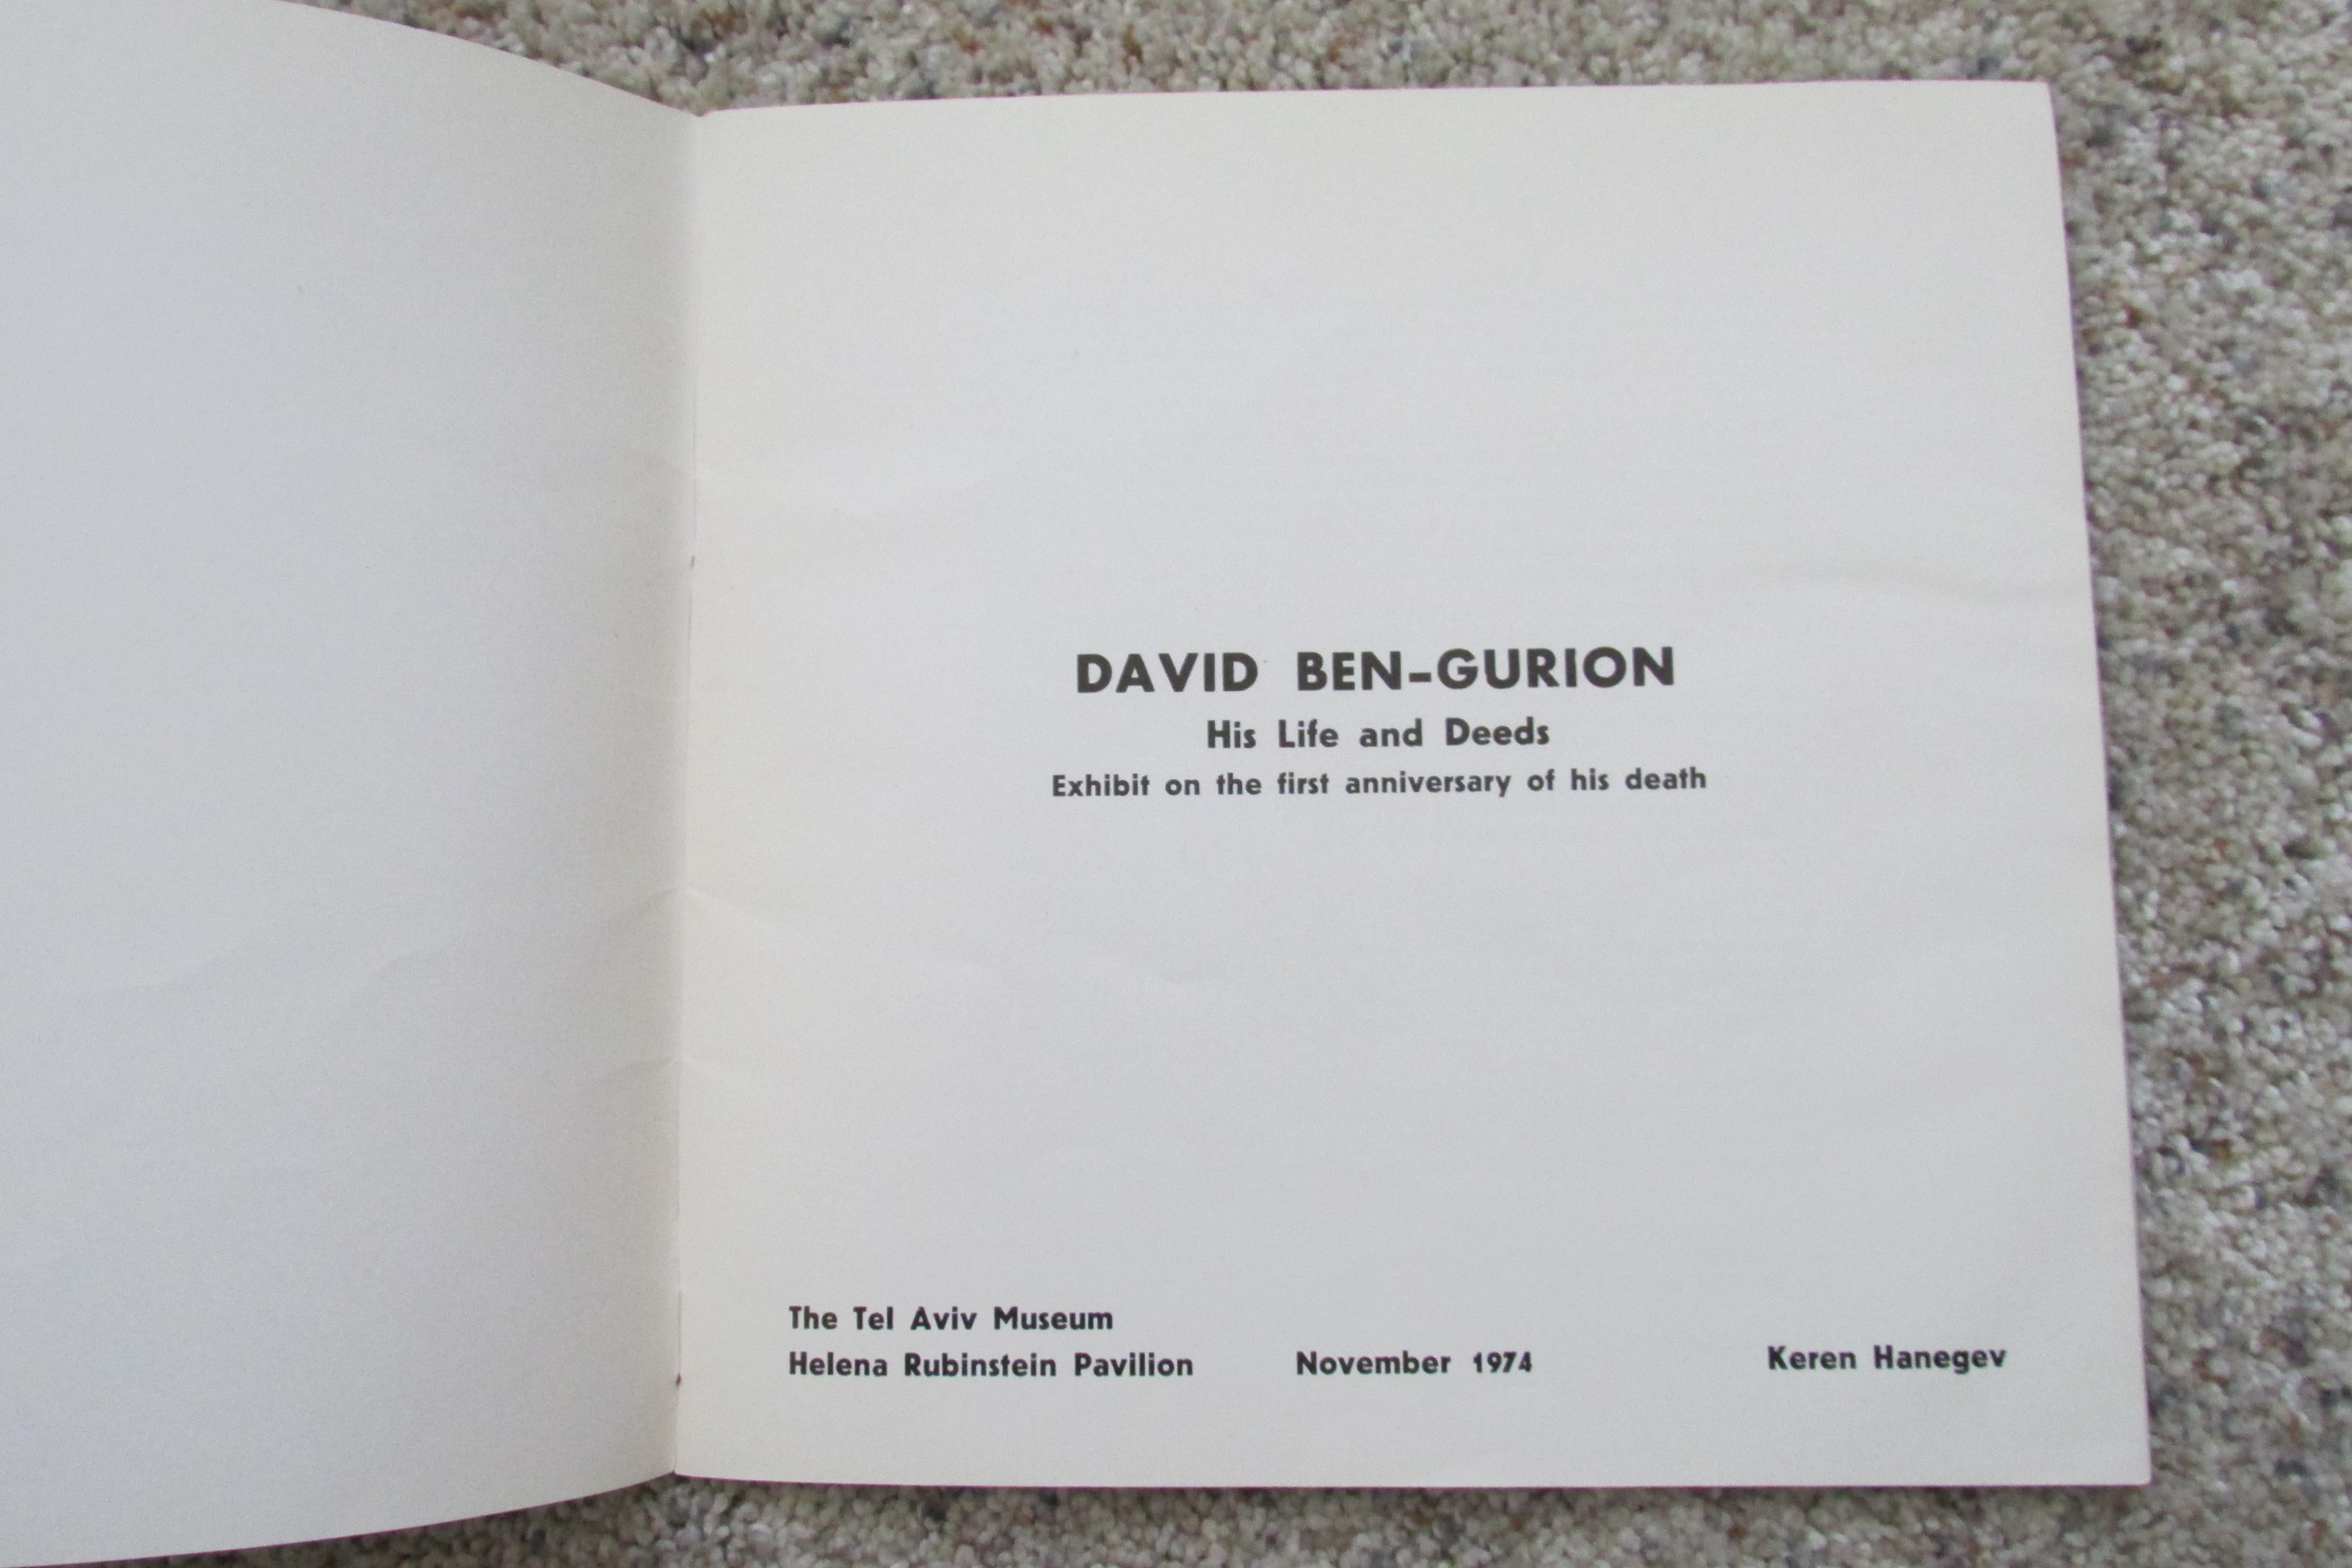 DAVID BEN-GURION
His Life and Deeds
Exhibit on the first anniversary of his death
The Tel Aviv Museum
Helena Rubinstein Pavilion November 1974 Keren Hanegev